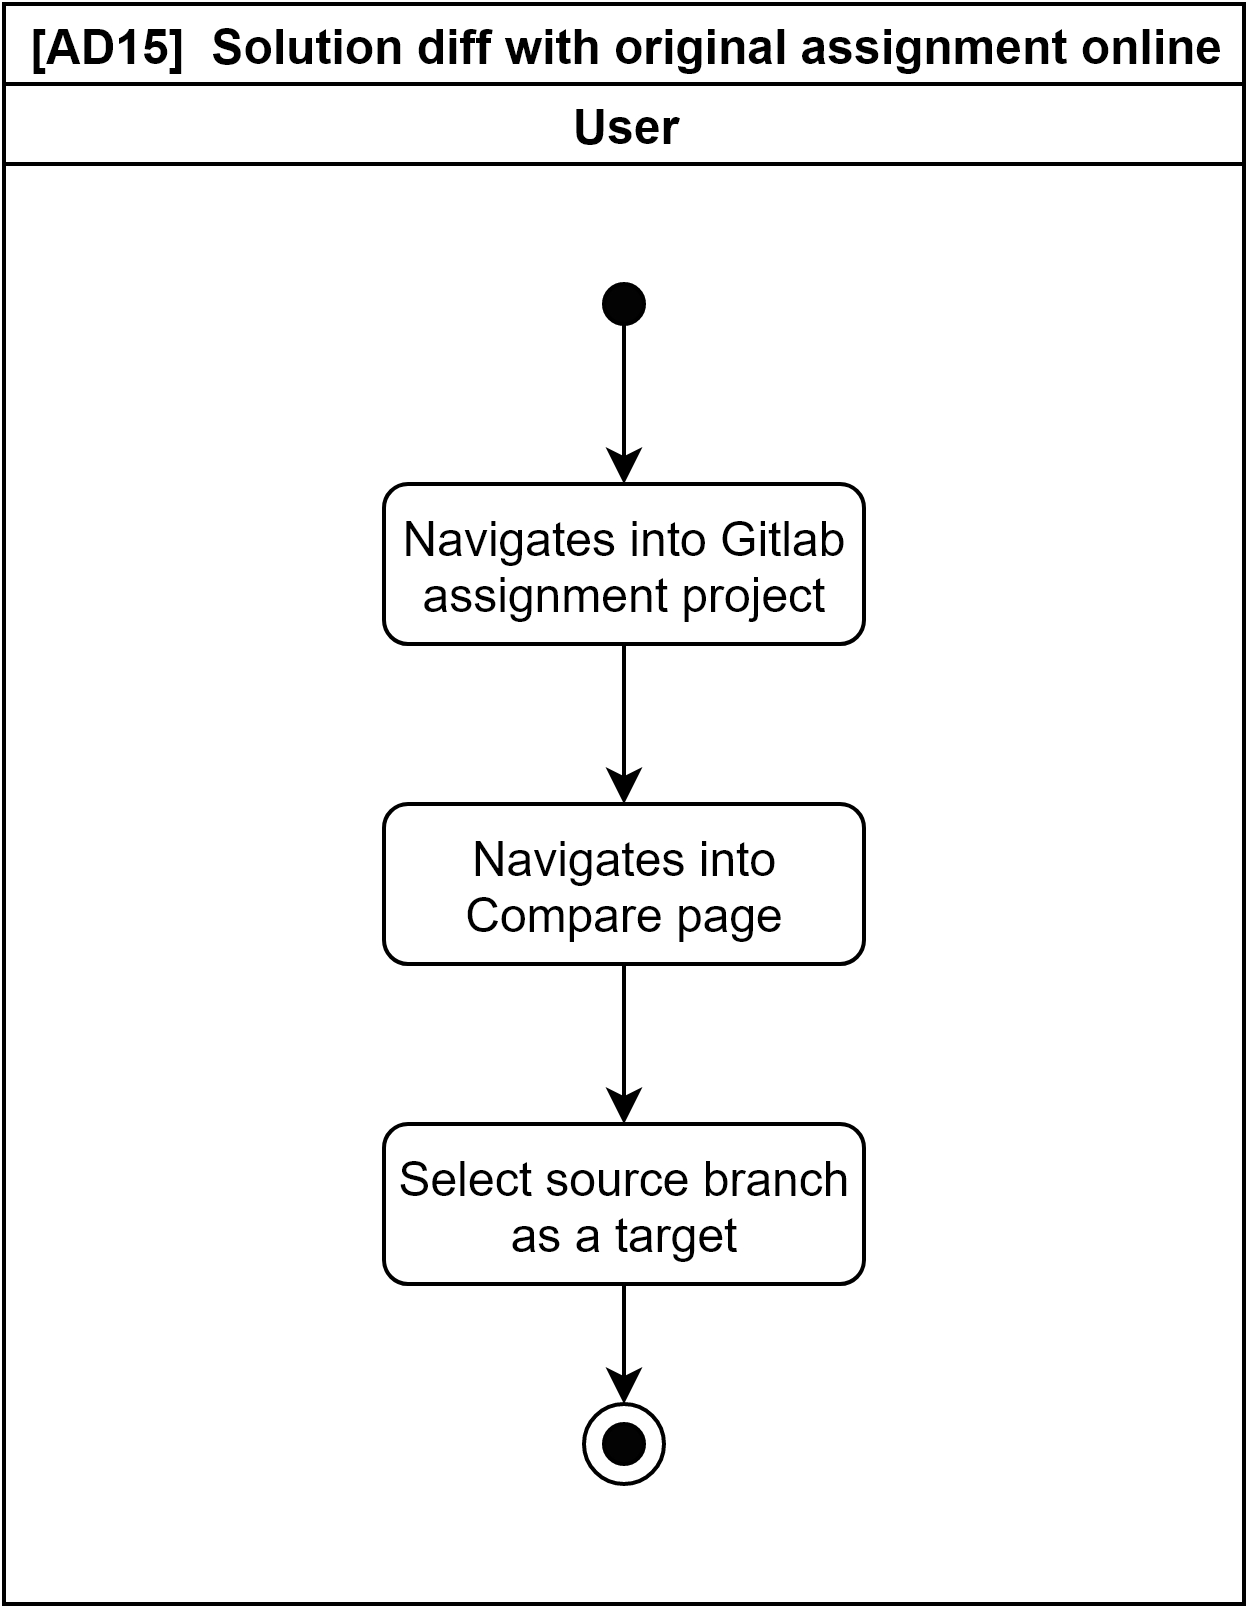 [AD15] Solution diff with original assignment online
User
Navigates into Gitlab
assignment project
Navigates into
Compare page
Select source branch
as a target